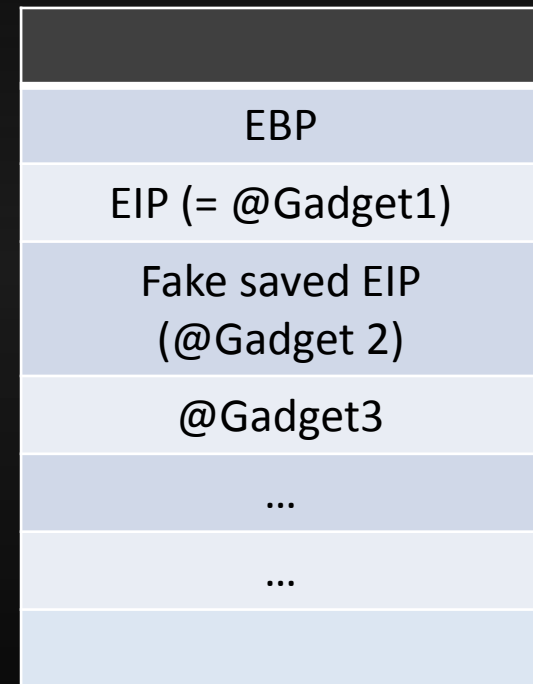 EBP
EIP (= @Gadget1)
Fake saved EIP
(@Gadget 2)
@Gadget3
...
...